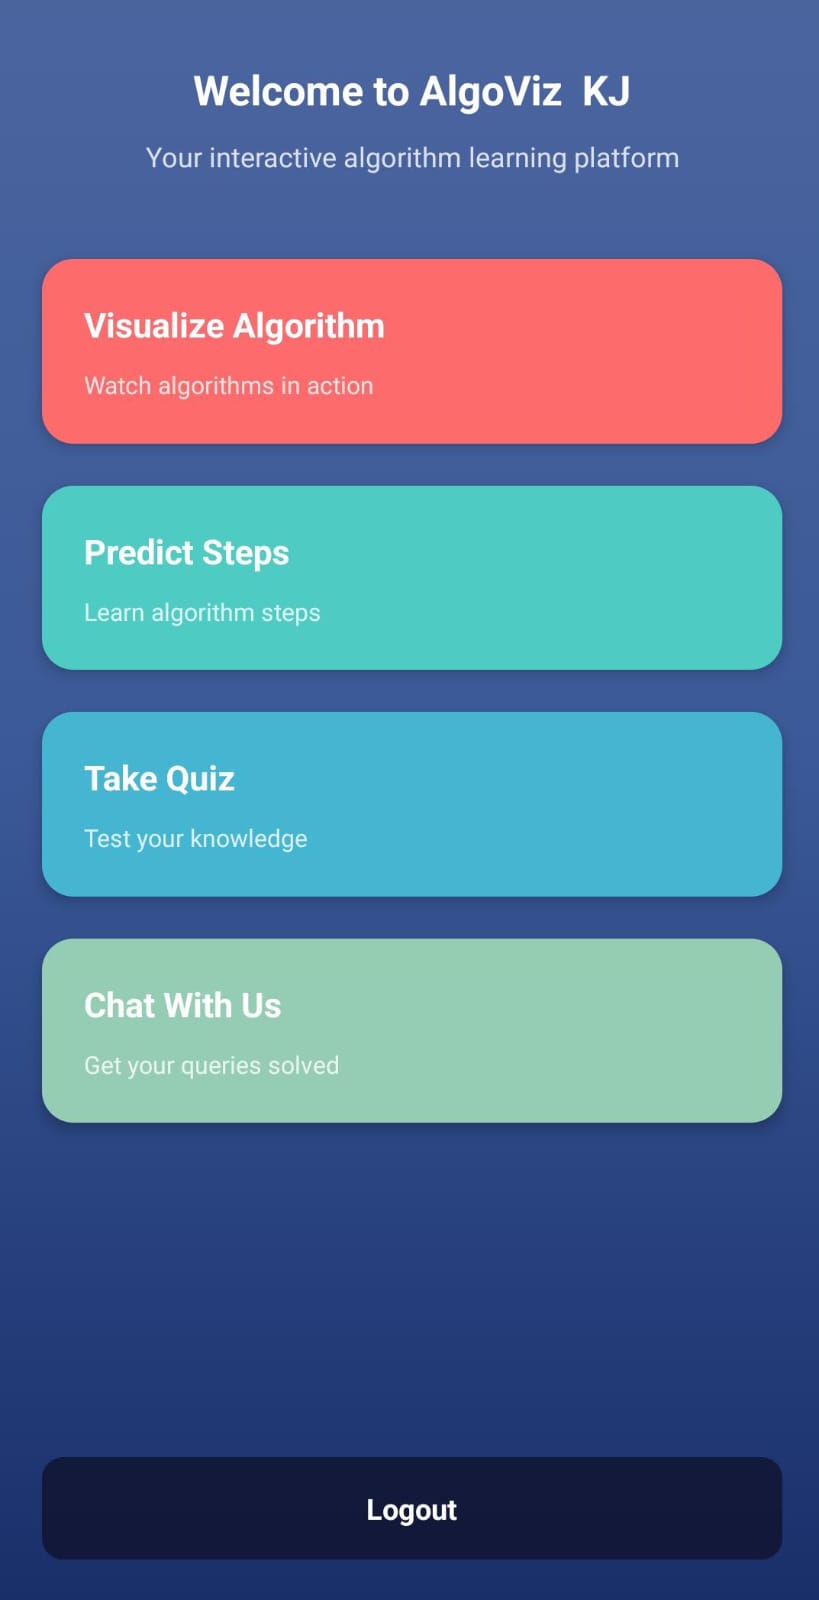 Welcome to AlgoViz  KJ
Your interactive algorithm learning platform
Visualize Algorithm
Watch algorithms in action
Predict Steps
Learn algorithm steps
Take Quiz
Test your knowledge
Chat With Us
Get your queries solved
Logout